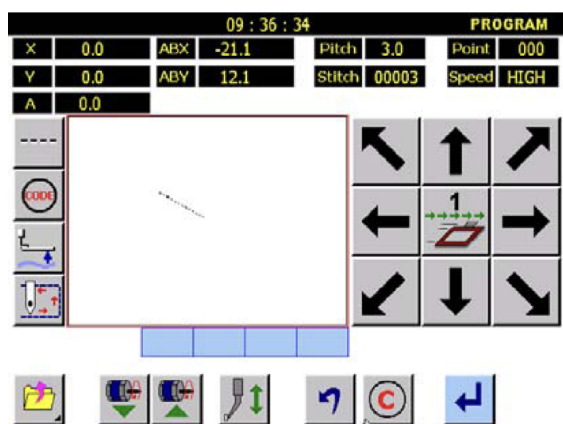 09 : 36 : 34 PROGRAM
X 0.0 ABX -21.1 Pitch 3.0 Point 000
Y 0.0 ABY 12.1 Stitch 00003 Speed HIGH
A 0.0
1
CODE
C